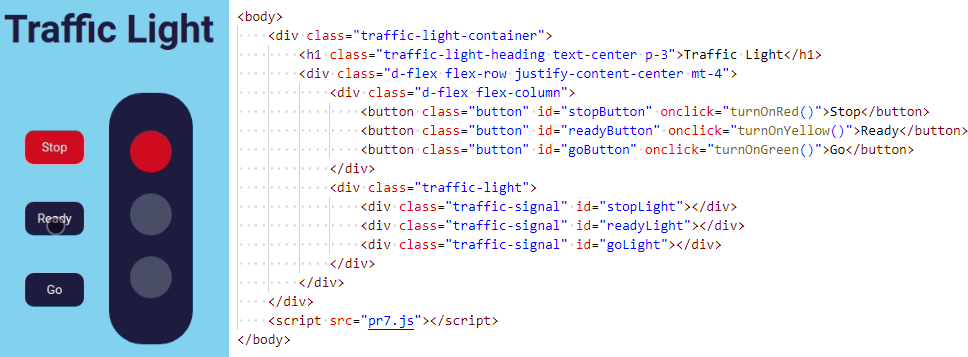 Traffic Light
Stop
Ready
Go
<body>
<div class="traffic-light-container">
<h1 class="traffic-light-heading text-center p-3">Traffic Light</h1>
<div class="d-flex flex-row justify-content-center mt-4">
<div class="d-flex flex-column">
<button class="button" id="stopButton" onclick="turnOnRed()">Stop</button>
<button class="button" id="readyButton" onclick="turnOnYellow()">Ready</button>
<button class="button" id="goButton" onclick="turnOnGreen()">Go</button>
</div>
<div class="traffic-light">
<div class="traffic-signal" id="stopLight"></div>
<div class="traffic-signal" id="readyLight"></div>
<div class="traffic-signal" id="goLight"></div>
</div>
</div>
</div>
<script src="pr7.js"></script>
</body>